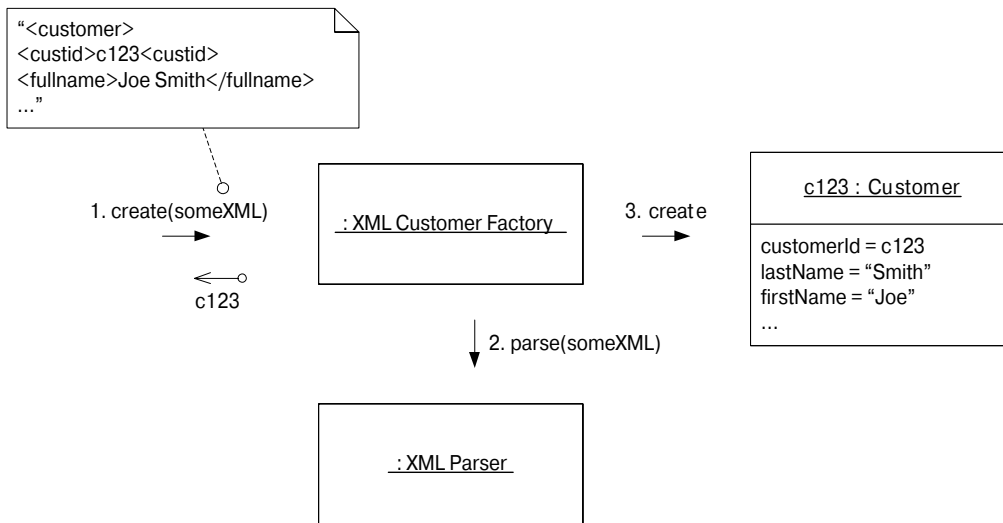 “<customer>
<custid>c123<custid>
<fullname>Joe Smith</fullname>
…”
1. create(someXML)
c123
: XML Customer Factory
3. create
c123 : Customer
customerId = c123
lastName = “Smith”
firstName = “Joe”
…
2. parse(someXML)
: XML Parser